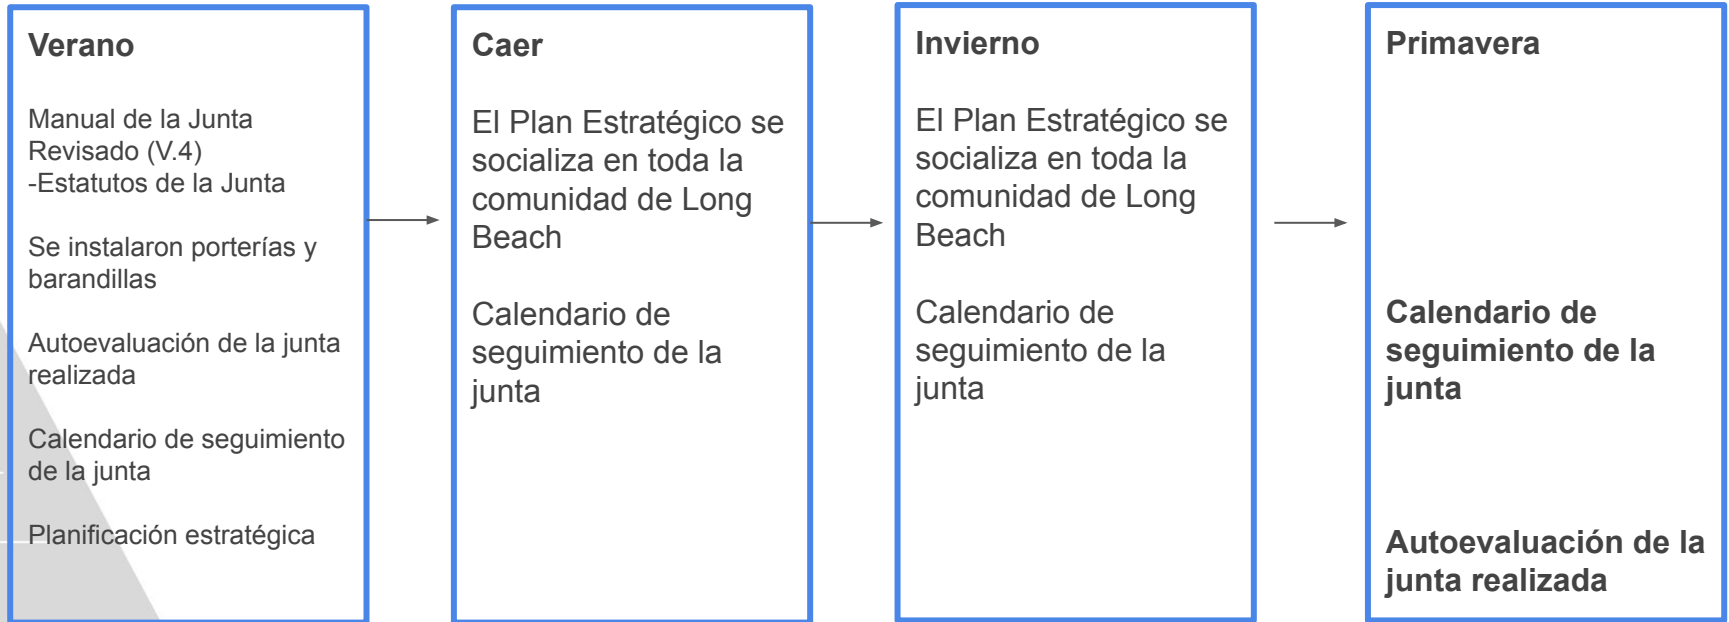 Verano
Manual de la Junta
Revisado (V.4)
-Estatutos de la Junta
Se instalaron porterías y
barandillas
Autoevaluación de la junta
realizada
Calendario de seguimiento
de la junta
Planificación estratégica
Caer
El Plan Estratégico se
socializa en toda la
comunidad de Long
Beach
Calendario de
seguimiento de la
junta
Invierno
El Plan Estratégico se
socializa en toda la
comunidad de Long
Beach
Calendario de
seguimiento de la
junta
Primavera
Calendario de
seguimiento de la
junta
Autoevaluación de la
junta realizada